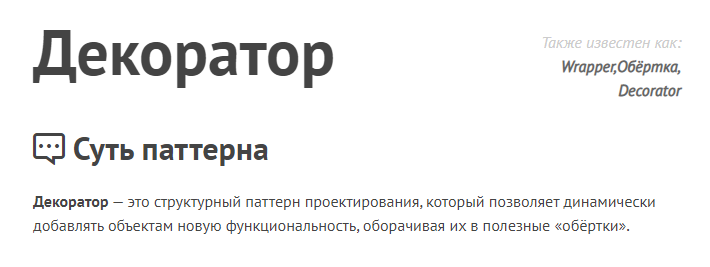 Декоратор
Также известен как:
Wrapper,Обёртка,
Decorator
Суть паттерна
Декоратор — это структурный паттерн проектирования, который позволяет динамически
добавлять объектам новую функциональность, оборачивая их в полезные «обёртки».